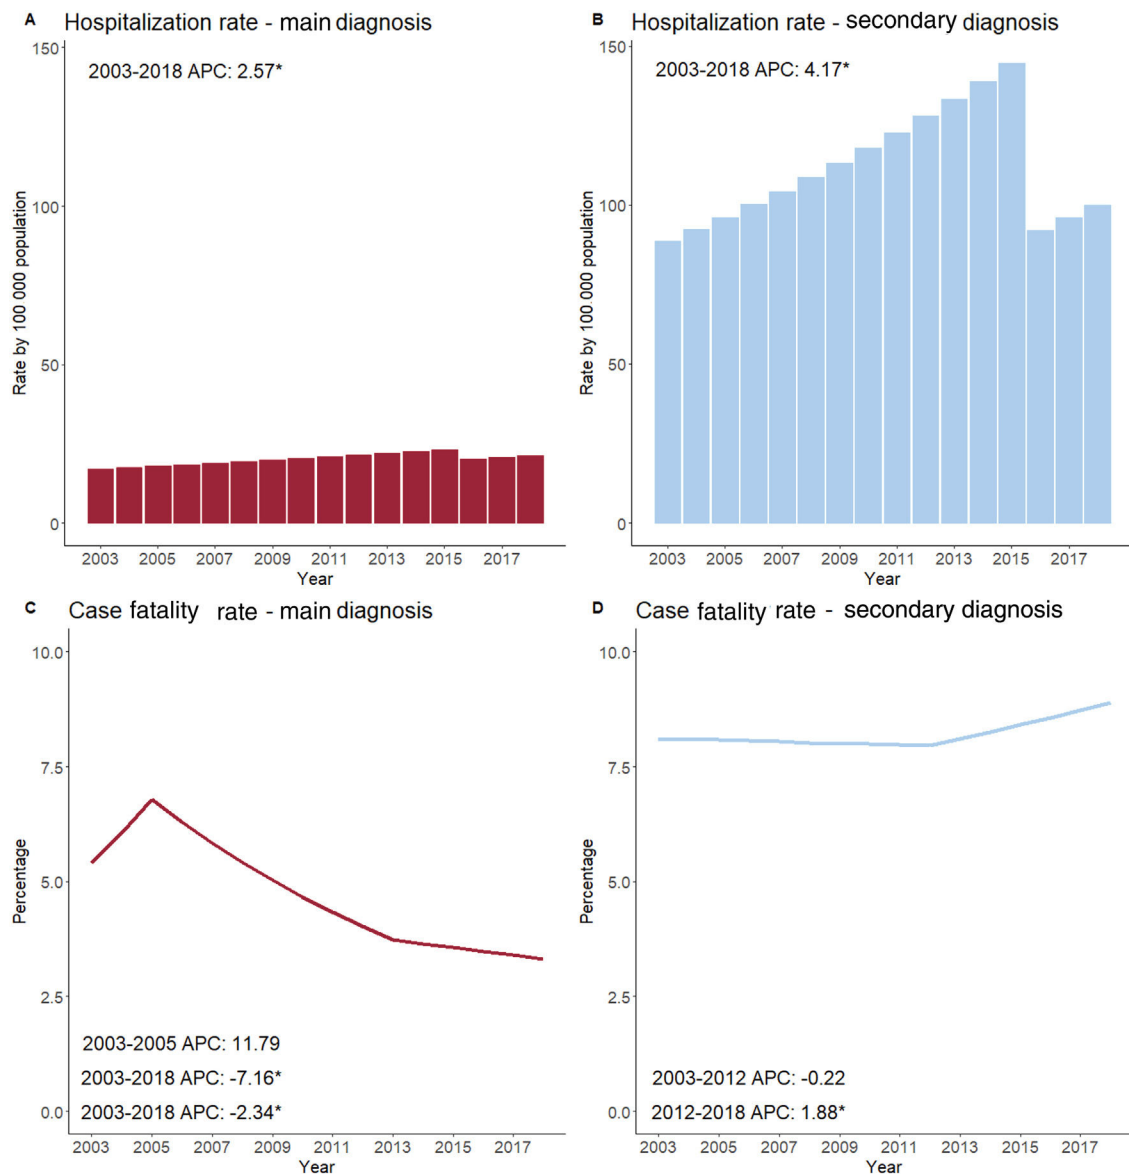 A Hospitalization rate - main diagnosis
2003-2018 APC: 2.57*
150
100
50
0
Rate by 100 000 population
2003 2005 2007 2009 2011 2013 2015 2017
Year
B Hospitalization rate - secondary diagnosis
2003-2018 APC: 4.17*
150
100
50
0
Rate by 100 000 population
2003 2005 2007 2009 2011 2013 2015 2017
Year
C Case fatality rate - main diagnosis
10.0
7.5
5.0
2.5
0.0
Percentage
2003-2005 APC: 11.79
2003-2018 APC: -7.16*
2003-2018 APC: -2.34*
2003 2005 2007 2009 2011 2013 2015 2017
Year
D Case fatality rate - secondary diagnosis
10.0
7.5
5.0
2.5
0.0
Percentage
2003-2012 APC: -0.22
2012-2018 APC: 1.88*
2003 2005 2007 2009 2011 2013 2015 2017
Year